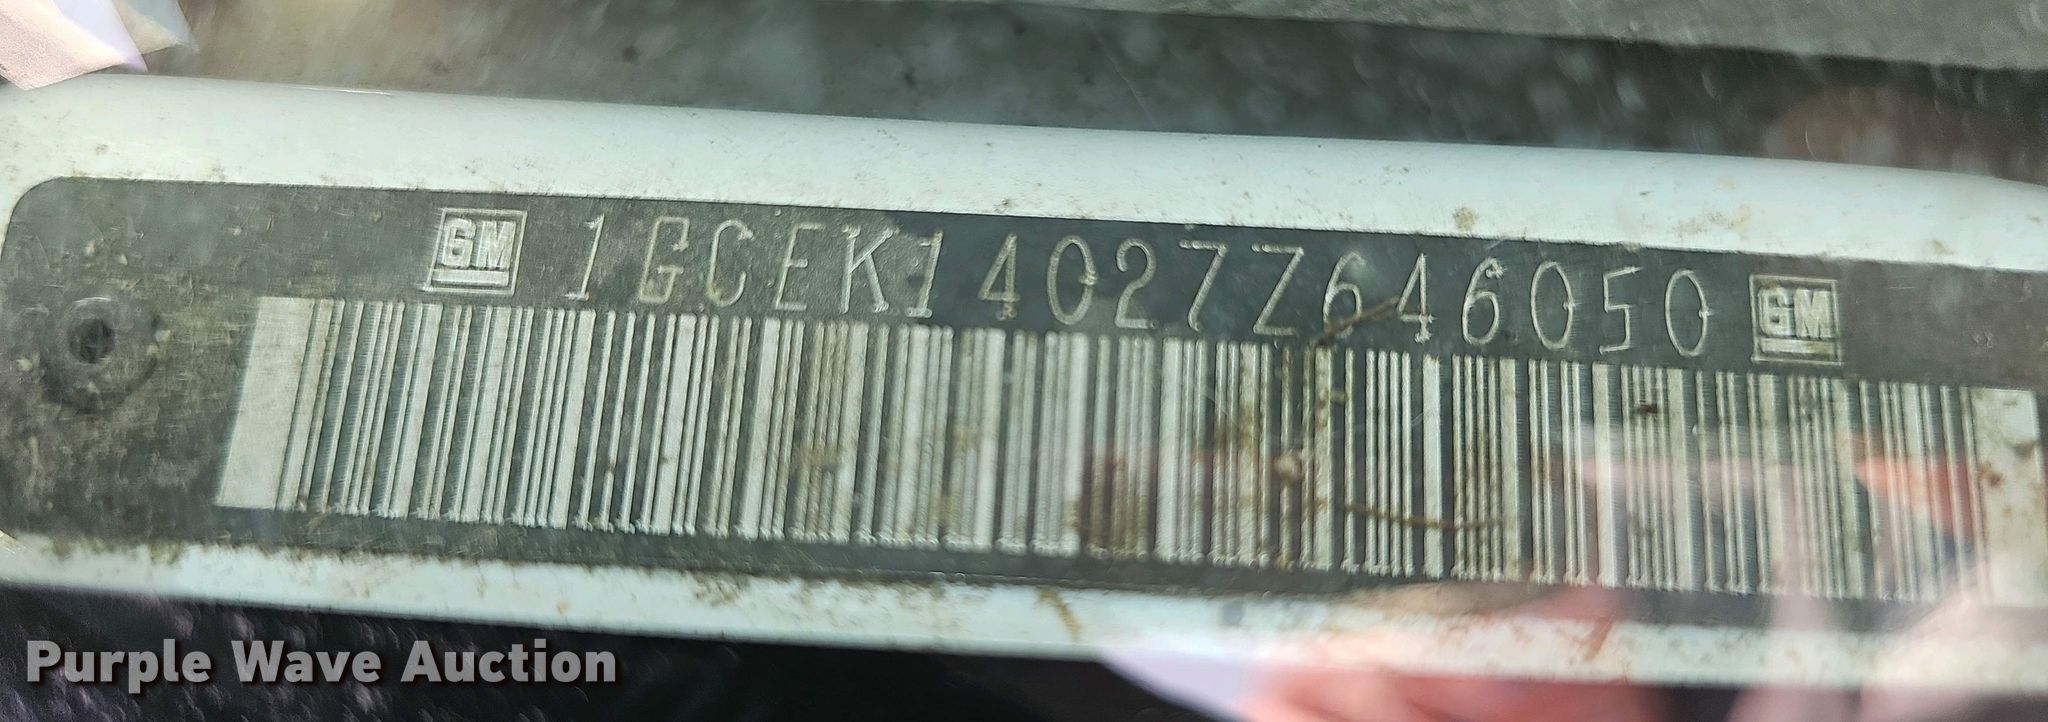 GM 1GCEK14027Z646050 GM
Purple Wave Auction